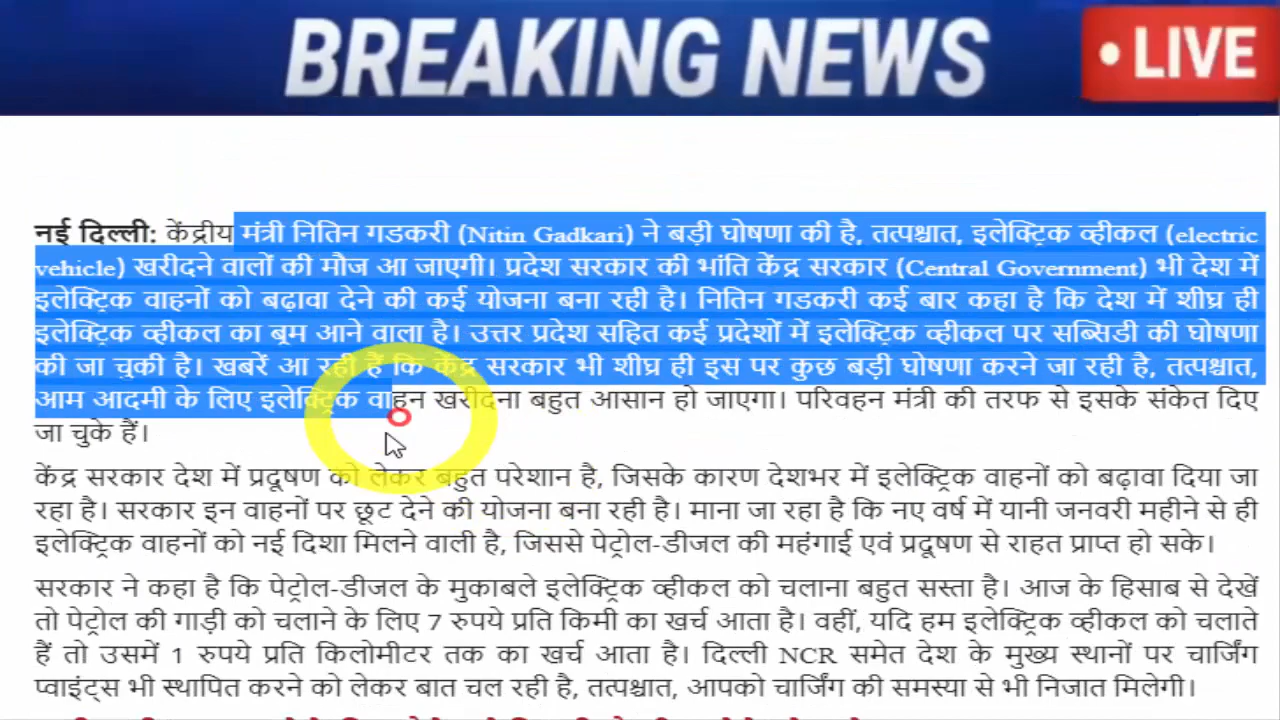 BREAKING NEWS
LIVE
नई दिल्ली: केंद्रीय मंत्री नितिन गडकरी (Nitin Gadkari) ने बड़ी घोषणा की है, तत्पश्चात, इलेक्ट्रिक व्हीकल (electric
vehicle) खरीदने वालों की मौज आ जाएगी। प्रदेश सरकार की भांति केंद्र सरकार (Central Government) भी देश में
इलेक्ट्रिक वाहनों को बढ़ावा देने की कई योजना बना रही है। नितिन गडकरी कई बार कहा है कि देश में शीघ्र ही
इलेक्ट्रिक व्हीकल का बूम आने वाला है। उत्तर प्रदेश सहित कई प्रदेशों में इलेक्ट्रिक व्हीकल पर सब्सिडी की घोषणा
की जा चुकी है। खबरें आ रही हैं कि केंद्र सरकार भी शीघ्र ही इस पर कुछ बड़ी घोषणा करने जा रही है, तत्पश्चात,
आम आदमी के लिए इलेक्ट्रिक वाहन खरीदना बहुत आसान हो जाएगा। परिवहन मंत्री की तरफ से इसके संकेत दिए
जा चुके हैं।
केंद्र सरकार देश में प्रदूषण को लेकर बहुत परेशान है, जिसके कारण देशभर में इलेक्ट्रिक वाहनों को बढ़ावा दिया जा
रहा है। सरकार इन वाहनों पर छूट देने की योजना बना रही है। माना जा रहा है कि नए वर्ष में यानी जनवरी महीने से ही
इलेक्ट्रिक वाहनों को नई दिशा मिलने वाली है, जिससे पेट्रोल-डीजल की महंगाई एवं प्रदूषण से राहत प्राप्त हो सके।
सरकार ने कहा है कि पेट्रोल-डीजल के मुकाबले इलेक्ट्रिक व्हीकल को चलाना बहुत सस्ता है। आज के हिसाब से देखें
तो पेट्रोल की गाड़ी को चलाने के लिए 7 रुपये प्रति किमी का खर्च आता है। वहीं, यदि हम इलेक्ट्रिक व्हीकल को चलाते
हैं तो उसमें 1 रुपये प्रति किलोमीटर तक का खर्च आता है। दिल्ली NCR समेत देश के मुख्य स्थानों पर चार्जिंग
प्वाइंट्स भी स्थापित करने को लेकर बात चल रही है, तत्पश्चात, आपको चार्जिंग की समस्या से भी निजात मिलेगी।